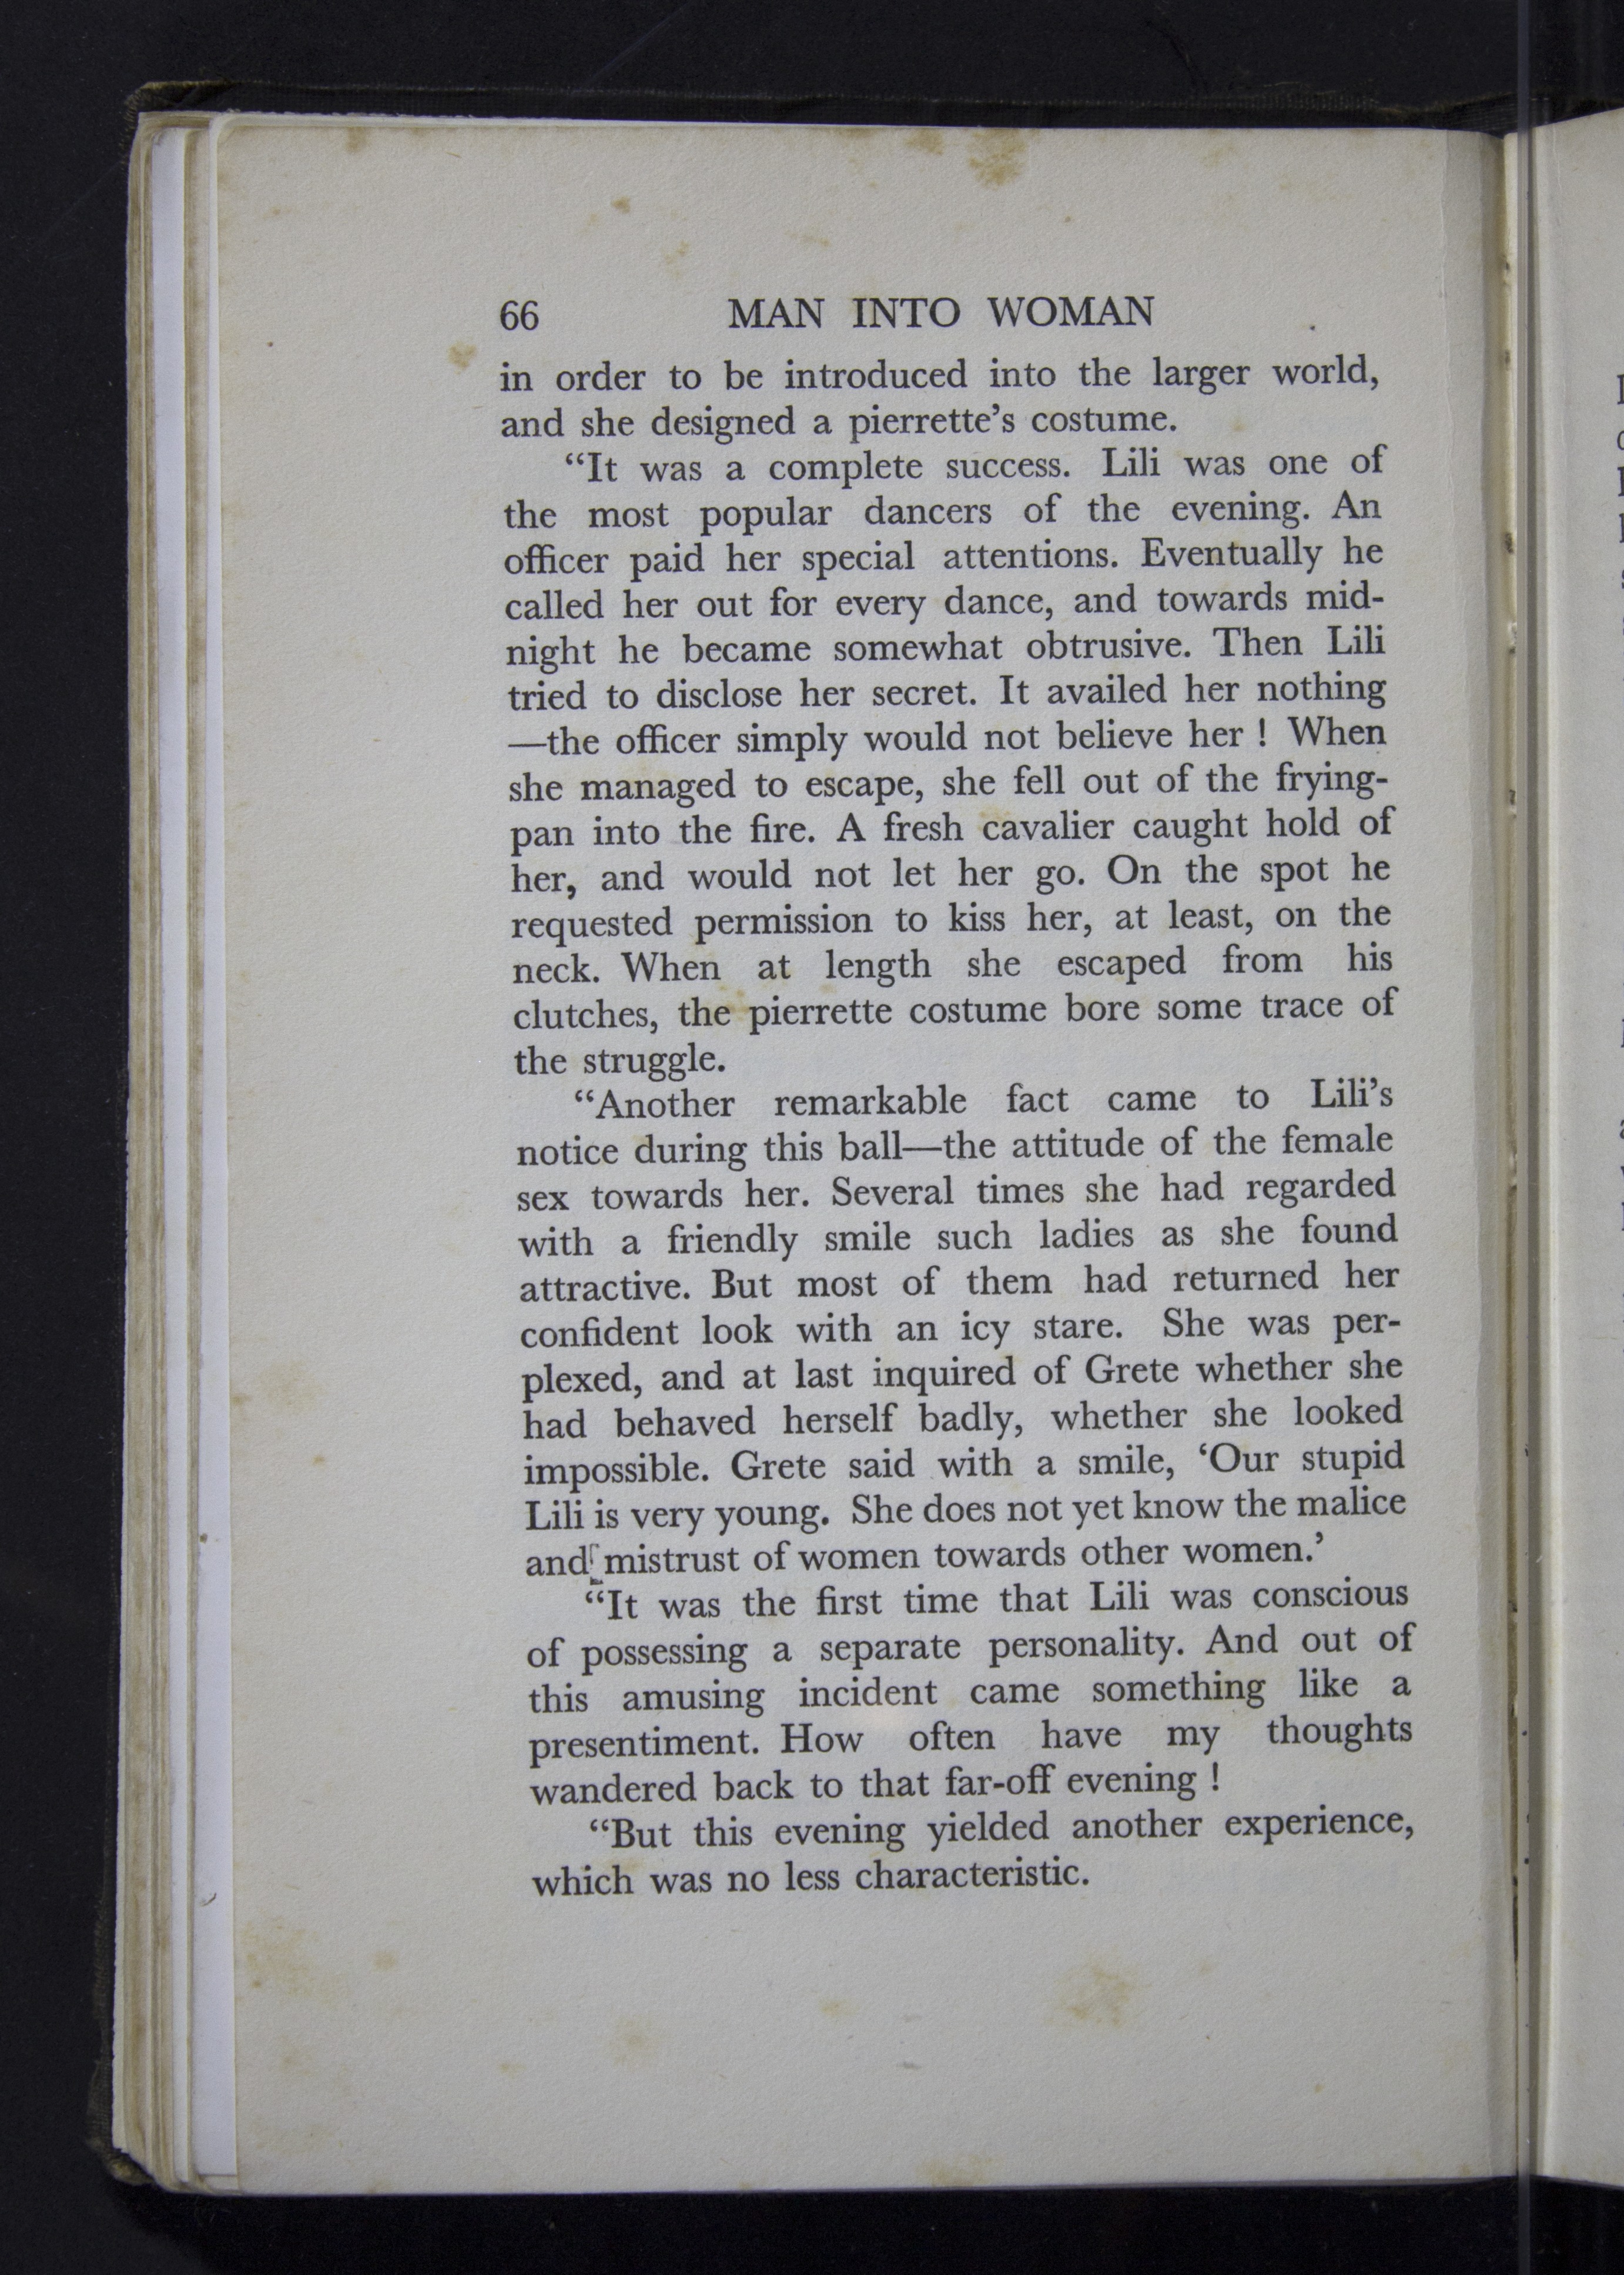 66 MAN INTO WOMAN
in order to be introduced into the larger world,
and she designed a pierrette’s costume.
“It was a complete success. Lili was one of
the most popular dancers of the evening. An
officer paid her special attentions. Eventually he
called her out for every dance, and towards mid-
night he became somewhat obtrusive. Then Lili
tried to disclose her secret. It availed her nothing
—the officer simply would not believe her ! When
she managed to escape, she fell out of the frying-
pan into the fire. A fresh cavalier caught hold of
her, and would not let her go. On the spot he
requested permission to kiss her, at least, on the
neck. When at length she escaped from his
clutches, the pierrette costume bore some trace of
the struggle.
“Another remarkable fact came to Lili’s
notice during this ball—the attitude of the female
sex towards her. Several times she had regarded
with a friendly smile such ladies as she found
attractive. But most of them had returned her
confident look with an icy stare. She was per-
plexed, and at last inquired of Grete whether she
had behaved herself badly, whether she looked
impossible. Grete said with a smile, ‘Our stupid
Lili is very young. She does not yet know the malice
and mistrust of women towards other women.’
“It was the first time that Lili was conscious
of possessing a separate personality. And out of
this amusing incident came something like a
presentiment. How often have my thoughts
wandered back to that far-off evening !
“But this evening yielded another experience,
which was no less characteristic.